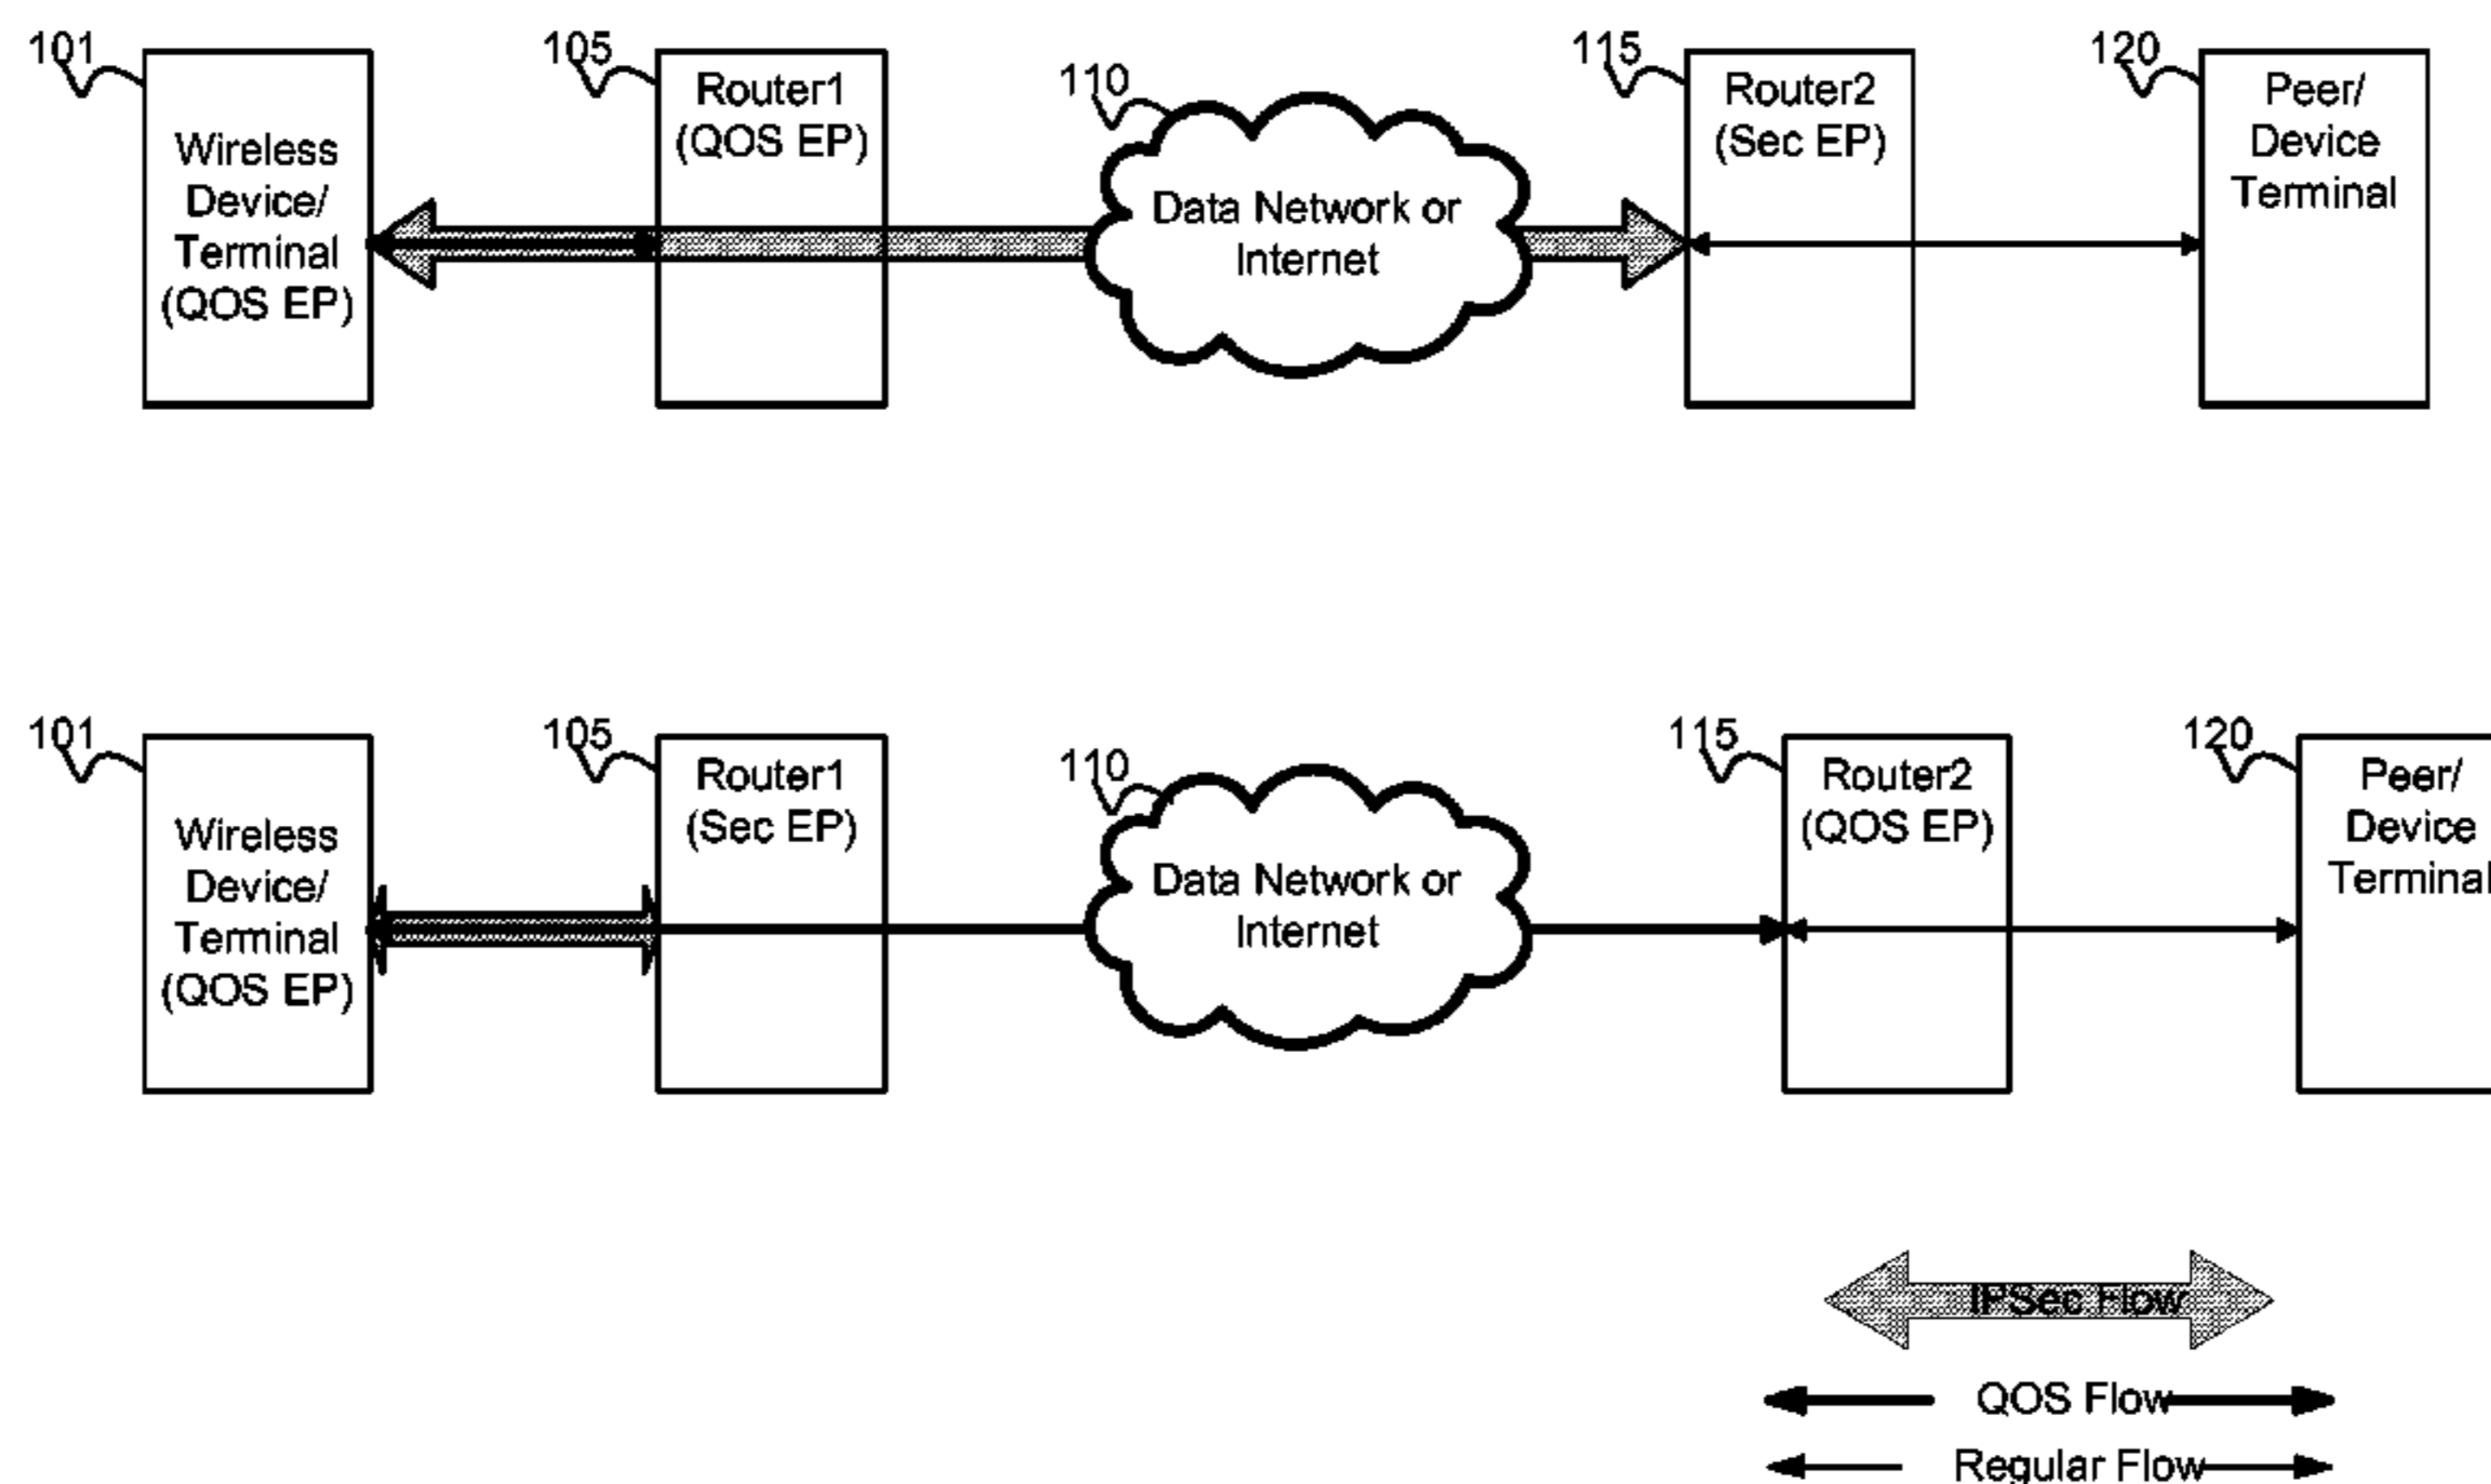 101
105
110
115
120
Wireless
Device/
Terminal
(QOS EP)
Router1
(QOS EP)
Data Network or
Internet
Router2
(Sec EP)
Peer/
Device
Terminal
101
105
110
115
120
Wireless
Device/
Terminal
(QOS EP)
Router1
(Sec EP)
Data Network or
Internet
Router2
(QOS EP)
Peer/
Device
Terminal
IPSec Flow
QOS Flow
Regular Flow